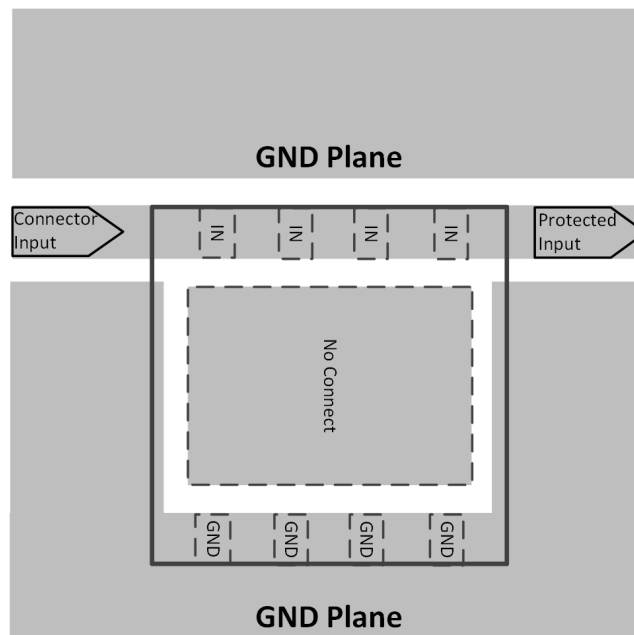 GND Plane
Connector
Input
IN
IN
IN
IN
Protected
Input
No Connect
GND
GND
GND
GND
GND Plane